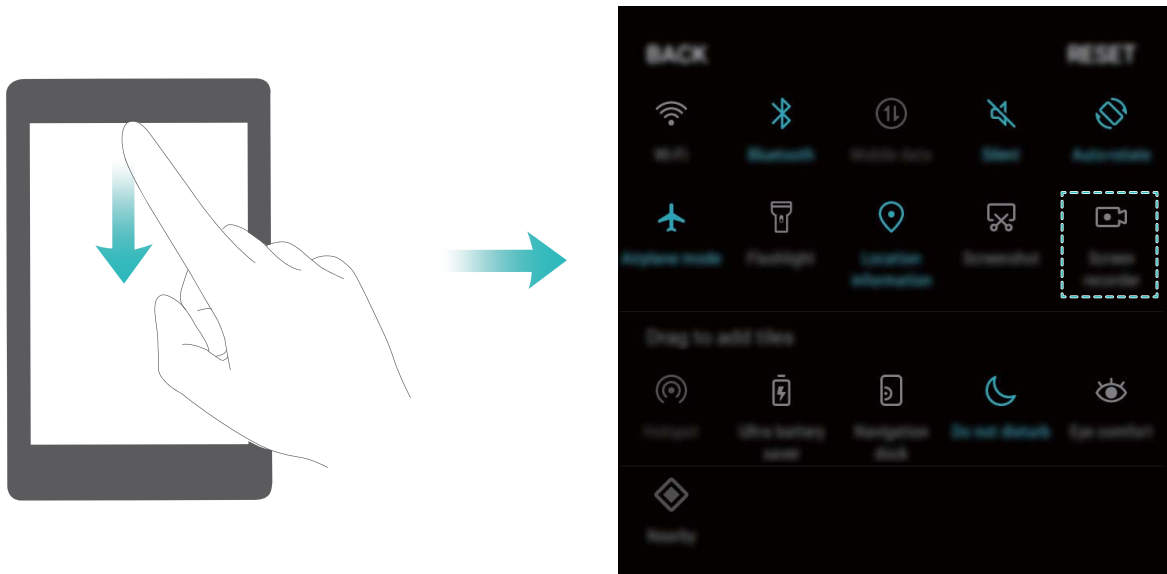 BACK
RESET
Wi-Fi
Bluetooth
Mobile data
Silent
Auto-rotate
Airplane mode
Flashlight
Location
information
Screenshot
Screen
recorder
Drag to add tiles
Hotspot
Ultra battery
saver
Navigation
dock
Do not disturb
Eye comfort
Nearby